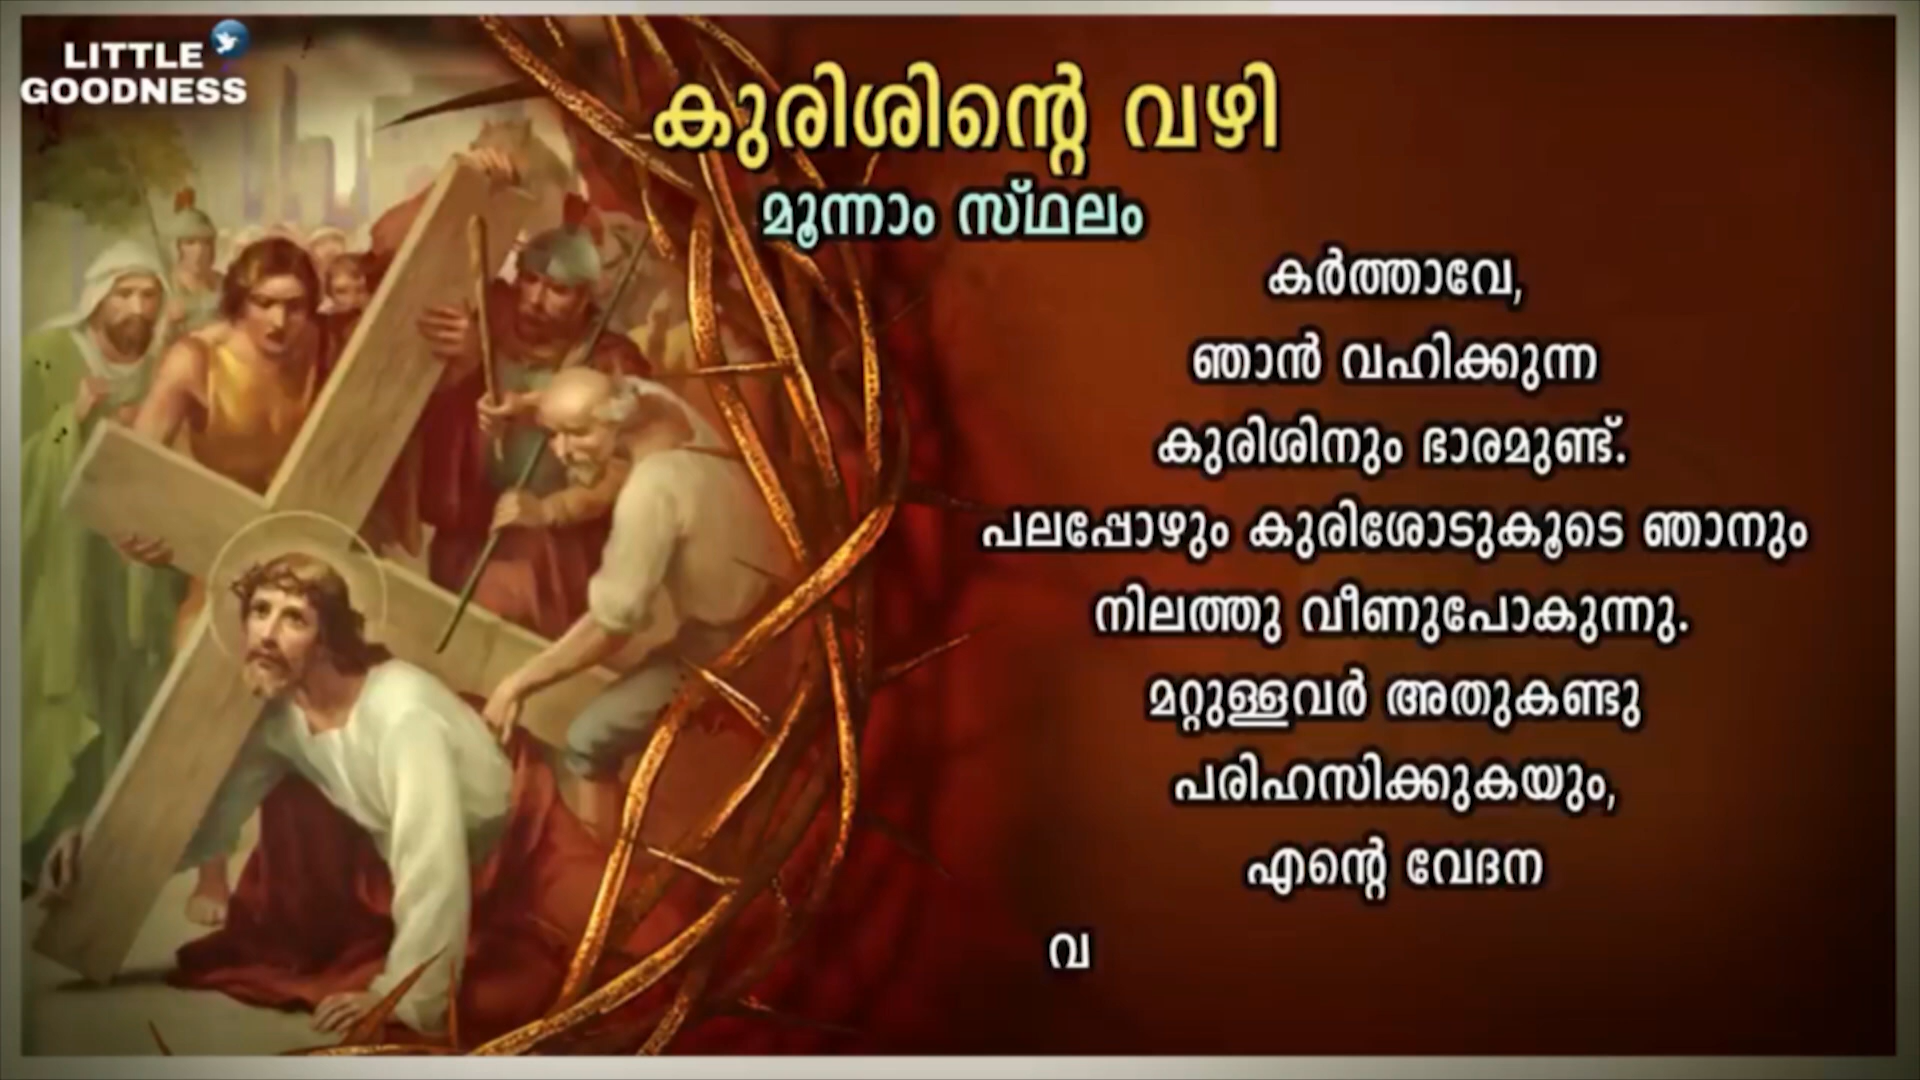 LITTLE
GOODNESS
കുരിശിന്റെ വഴി
മൂന്നാം സ്ഥലം
കർത്താവേ,
ഞാൻ വഹിക്കുന്ന
കുരിശിനും ഭാരമുണ്ട്.
പലപ്പോഴും കുരിശോടുകൂടെ ഞാനും
നിലത്തു വീണുപോകുന്നു.
മറ്റുള്ളവർ അതുകണ്ടു
പരിഹസിക്കുകയും,
എന്റെ വേദന
വ